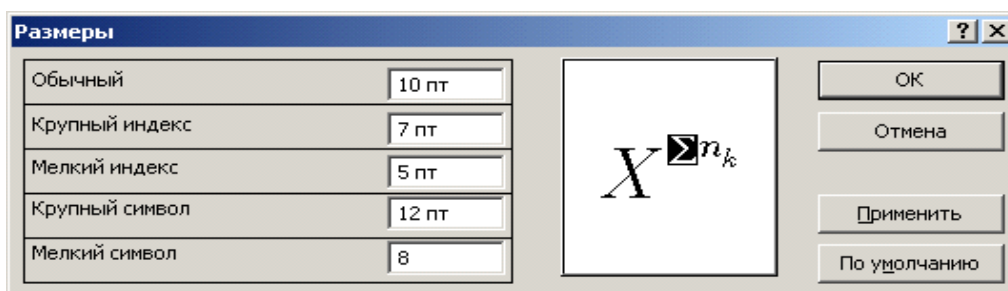 Размеры
Обычный 10 пт
Крупный индекс 7 пт
Мелкий индекс 5 пт
Крупный символ 12 пт
Мелкий символ 8
X Σ n k
ОК
Отмена
Применить
По умолчанию